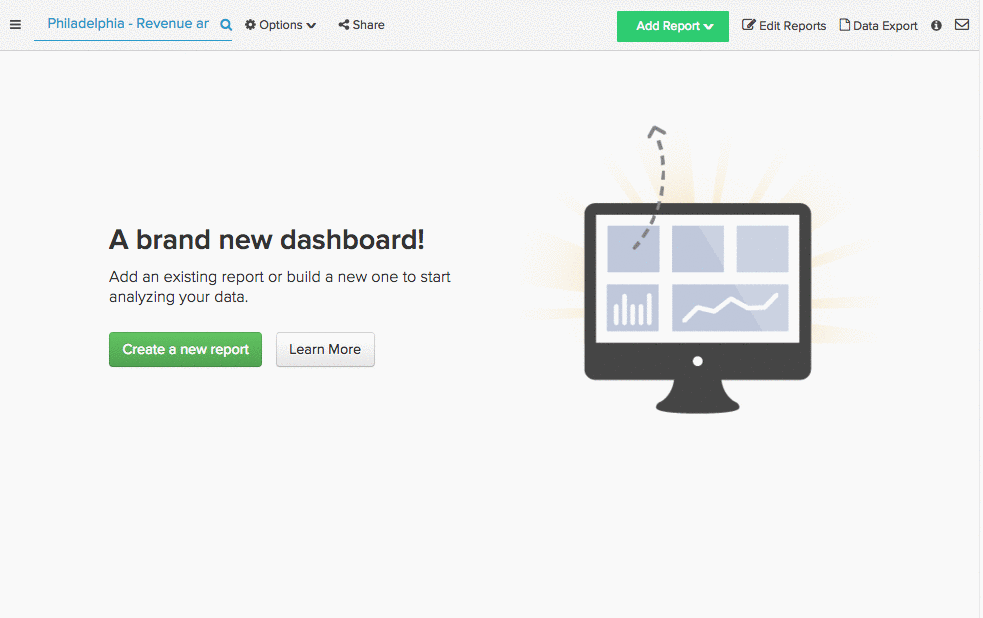 Philadelphia - Revenue ar
Options
Share
Add Report
Edit Reports
Data Export
A brand new dashboard!
Add an existing report or build a new one to start
analyzing your data.
Create a new report
Learn More